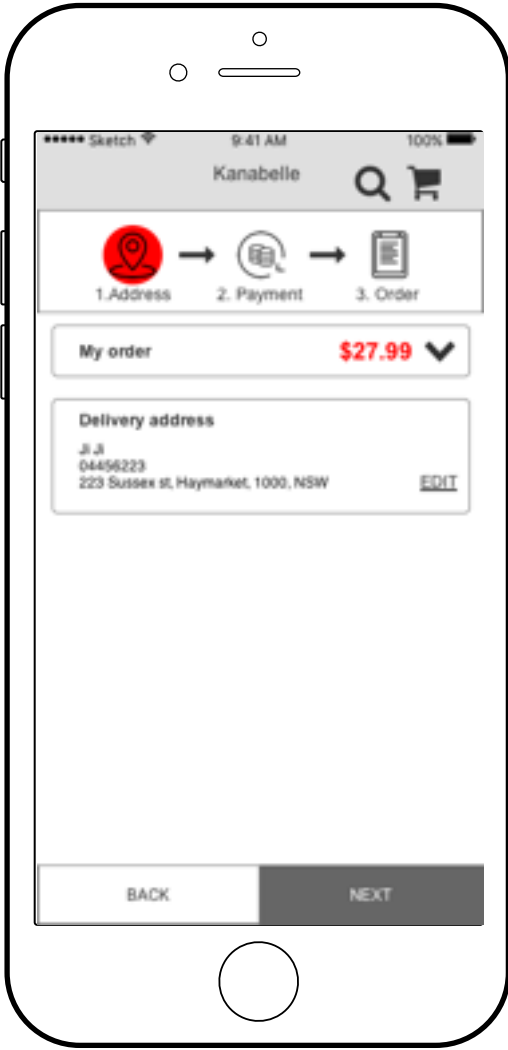 Sketch 9:41 AM 100%
Kanabelle
1.Address 2. Payment 3. Order
My order $27.99
Delivery address
JI JI
04456223
223 Sussex st, Haymarket, 1000, NSW EDIT
BACK NEXT